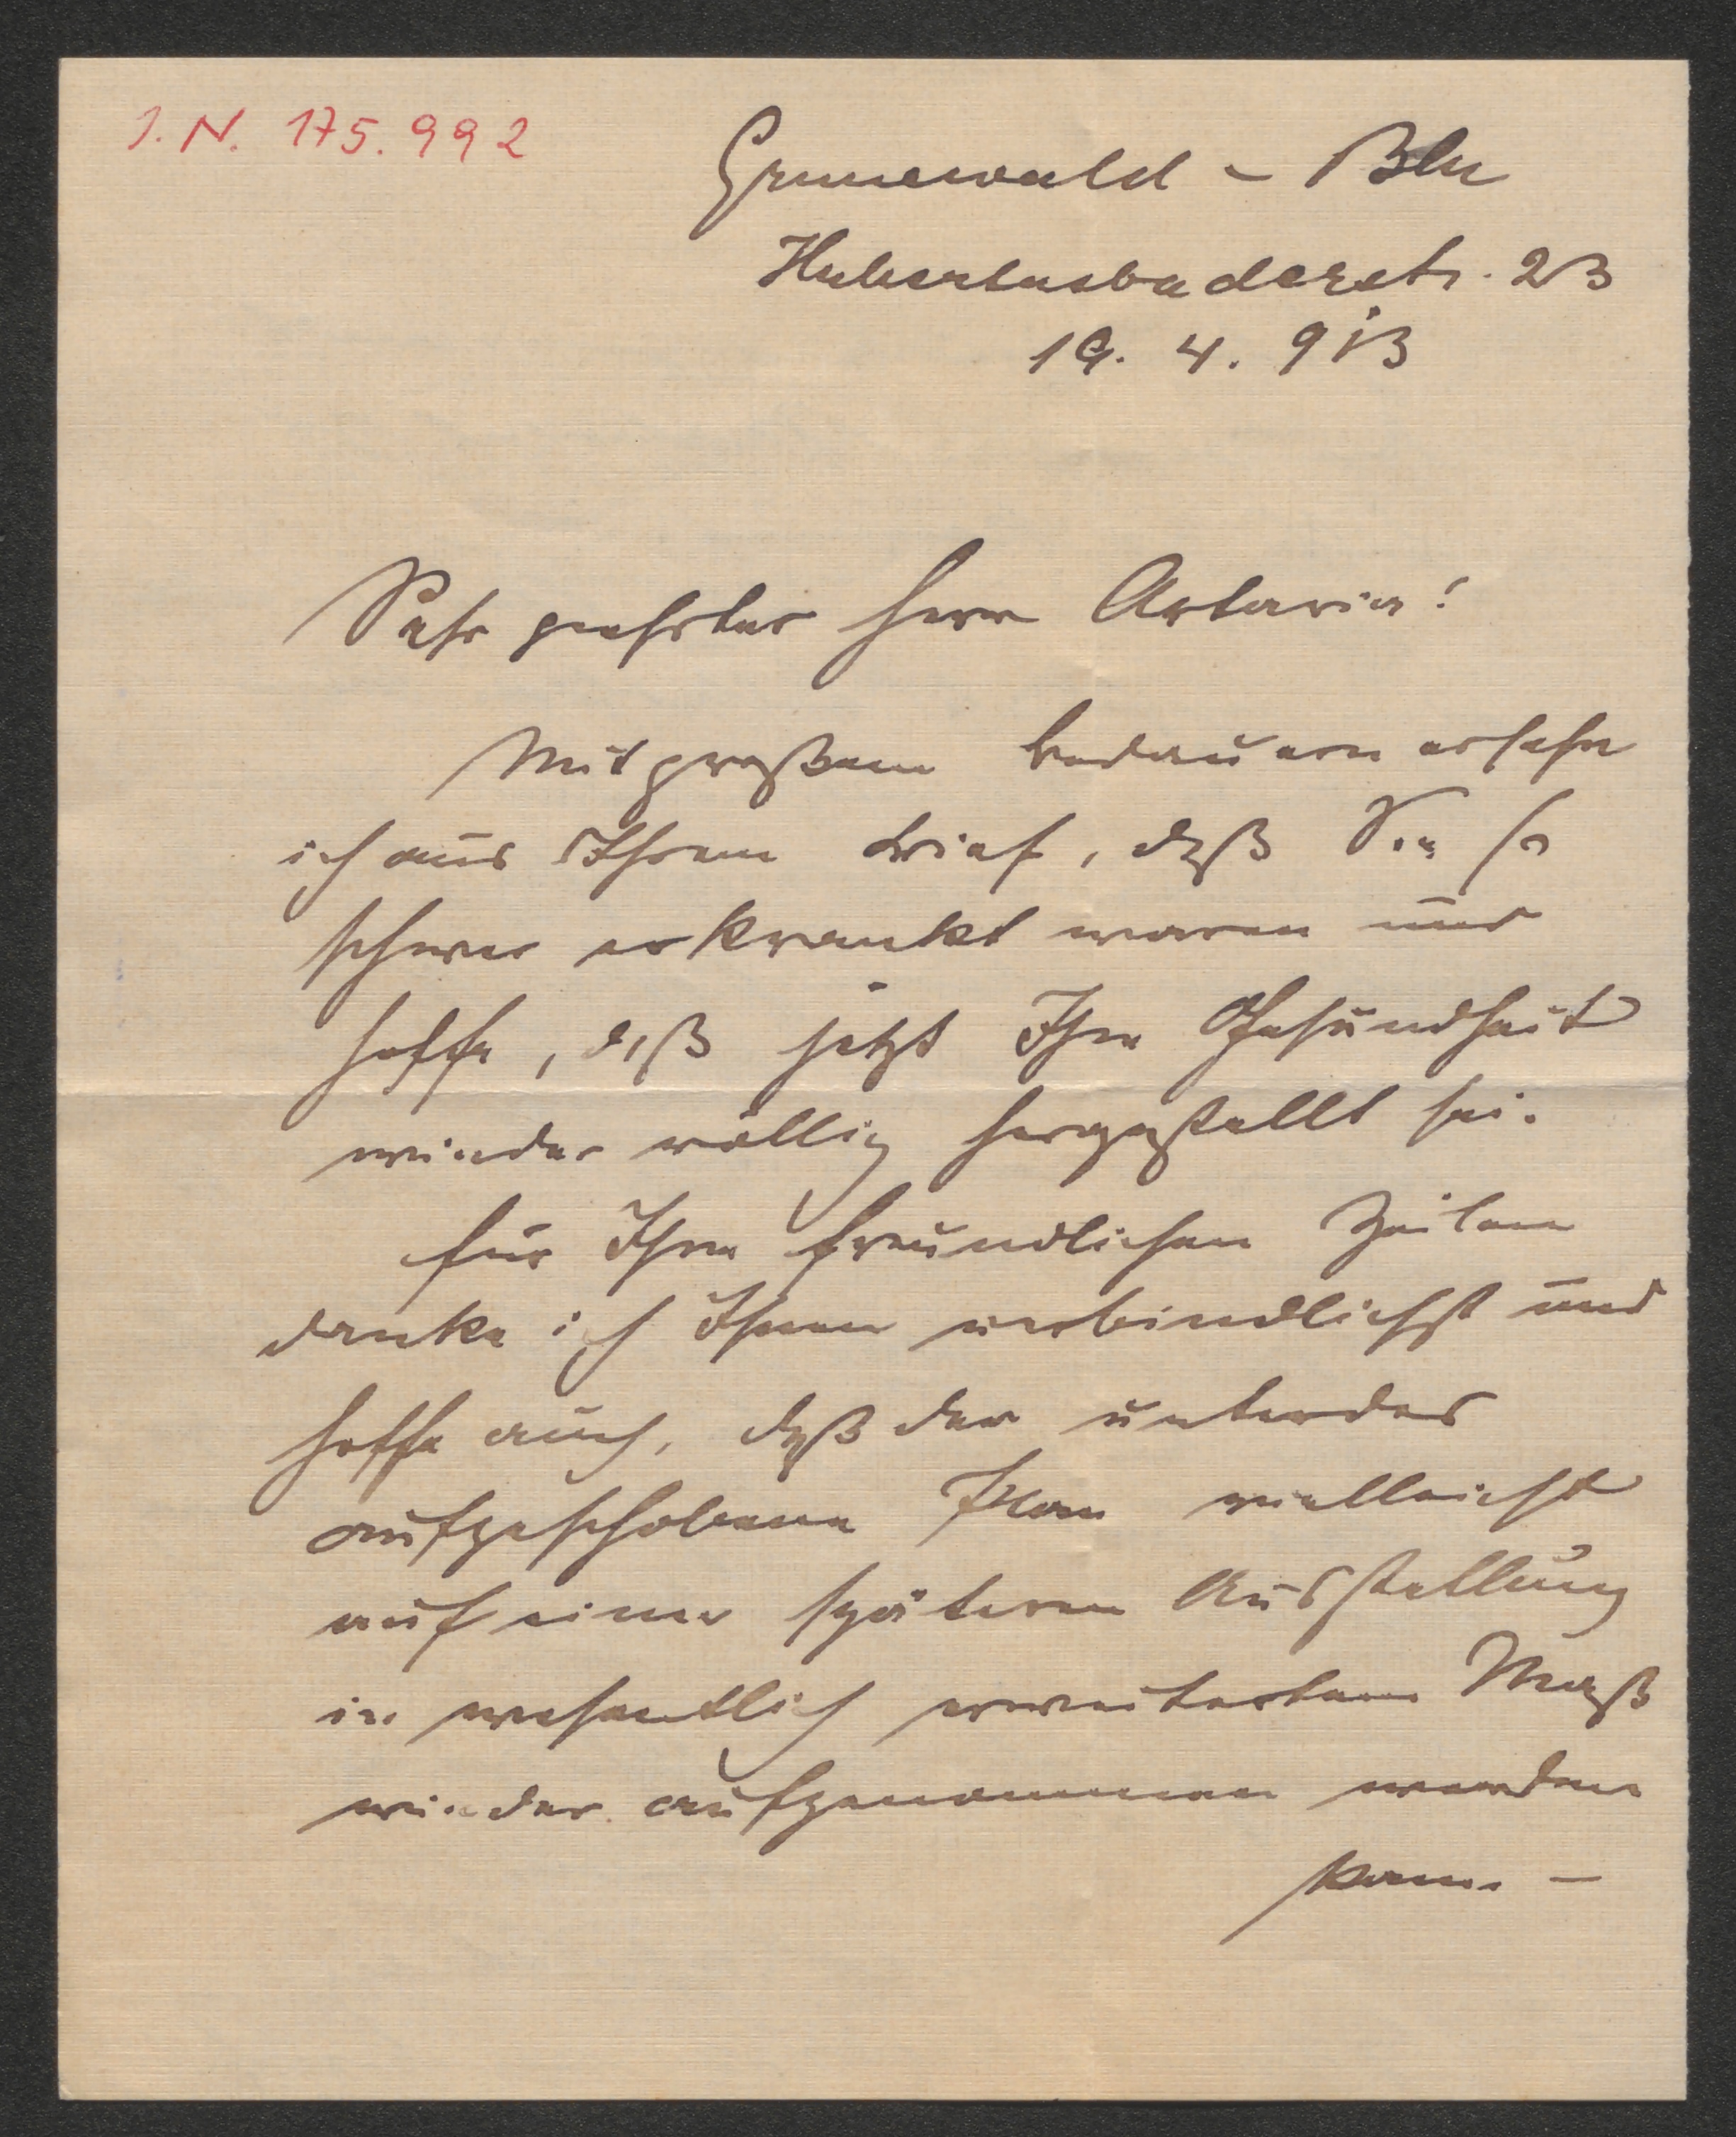 I. N. 175.992
Grunewald - Bln
Hubertusbaderstr. 23
19. 4. 913
Sehr geehrter Herr Artaria!
Mit großem Bedauern ersehe
ich aus Ihrem Brief, daß Sie so
schwer erkrankt waren und
hoffe, daß jetzt Ihre Gesundheit
wieder völlig hergestellt sei.
Für Ihre freundlichen Zeilen
danke ich Ihnen verbindlichst und
hoffe auch, daß der unterdes
aufgeschobene Plan vielleicht
auf einer späteren Ausstellung
in wesentlich erweitertem Maß
wieder aufgenommen werden
kann. -